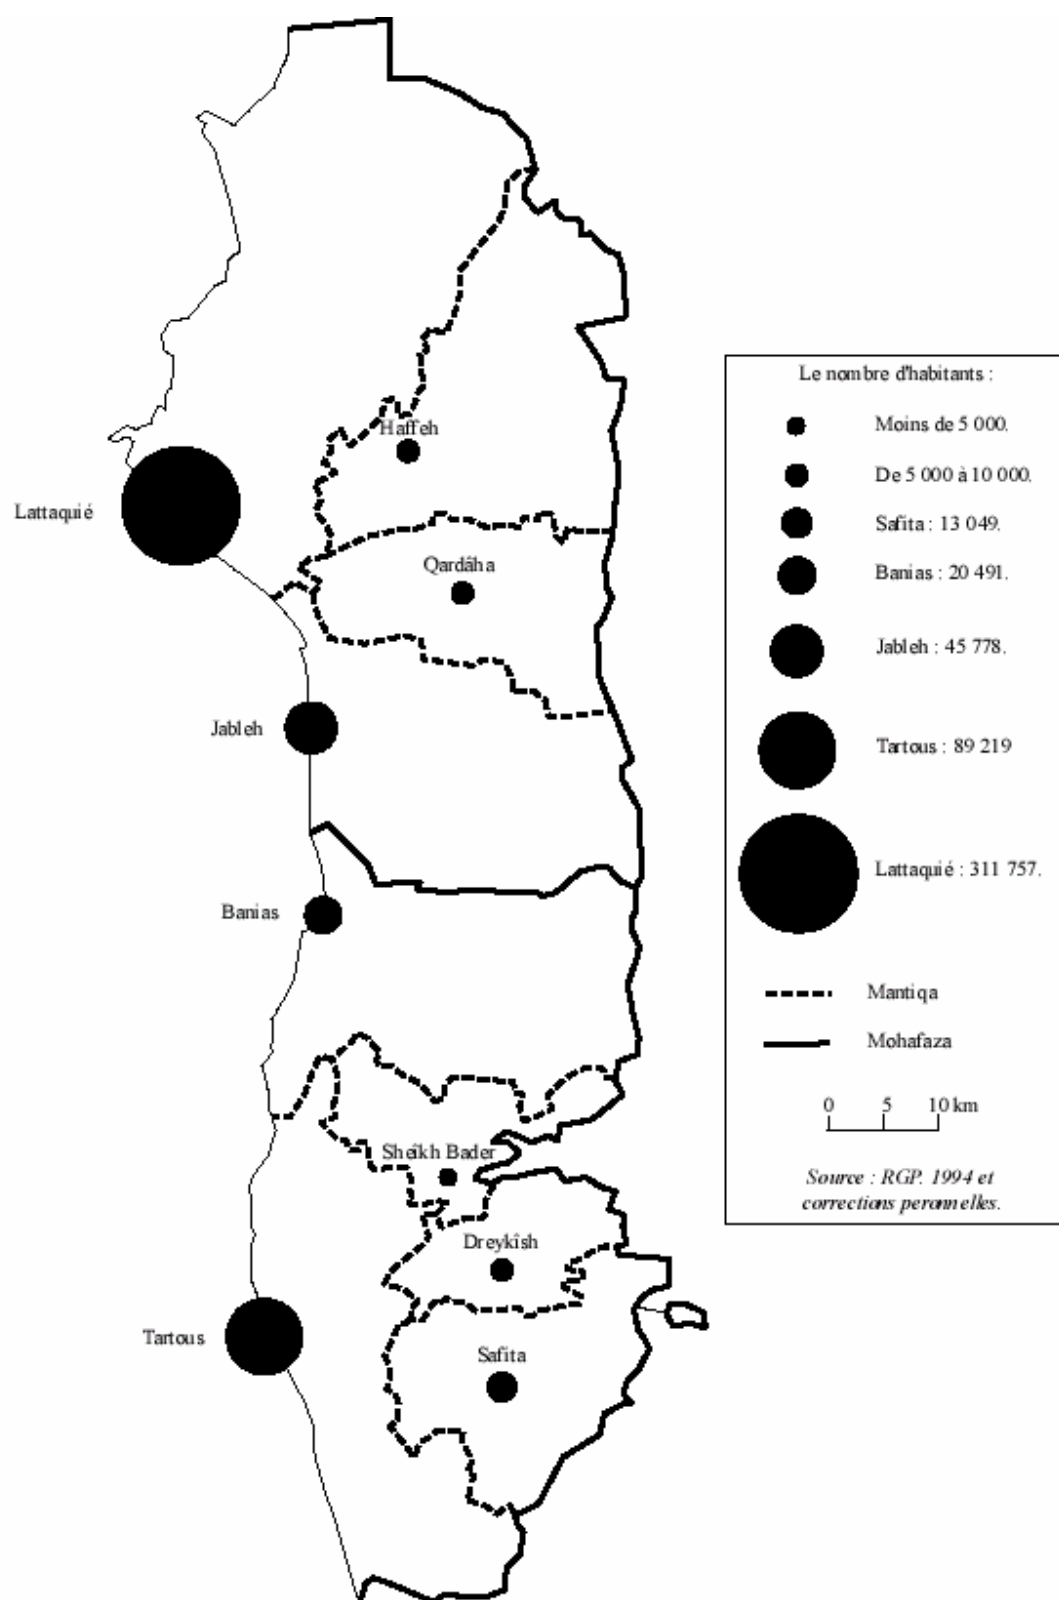 Haffeh
Lattaquié
Qardâha
Jableh
Banias
Sheîkh Bader
Dreykîsh
Tartous
Safita
Le nombre d'habitants :
Moins de 5 000.
De 5 000 à 10 000.
Safita : 13 049.
Banias : 20 491.
Jableh : 45 778.
Tartous : 89 219
Lattaquié : 311 757.
Mantiqa
Mohafaza
0 5 10 km
Source : RGP. 1994 et
corrections peronnelles.